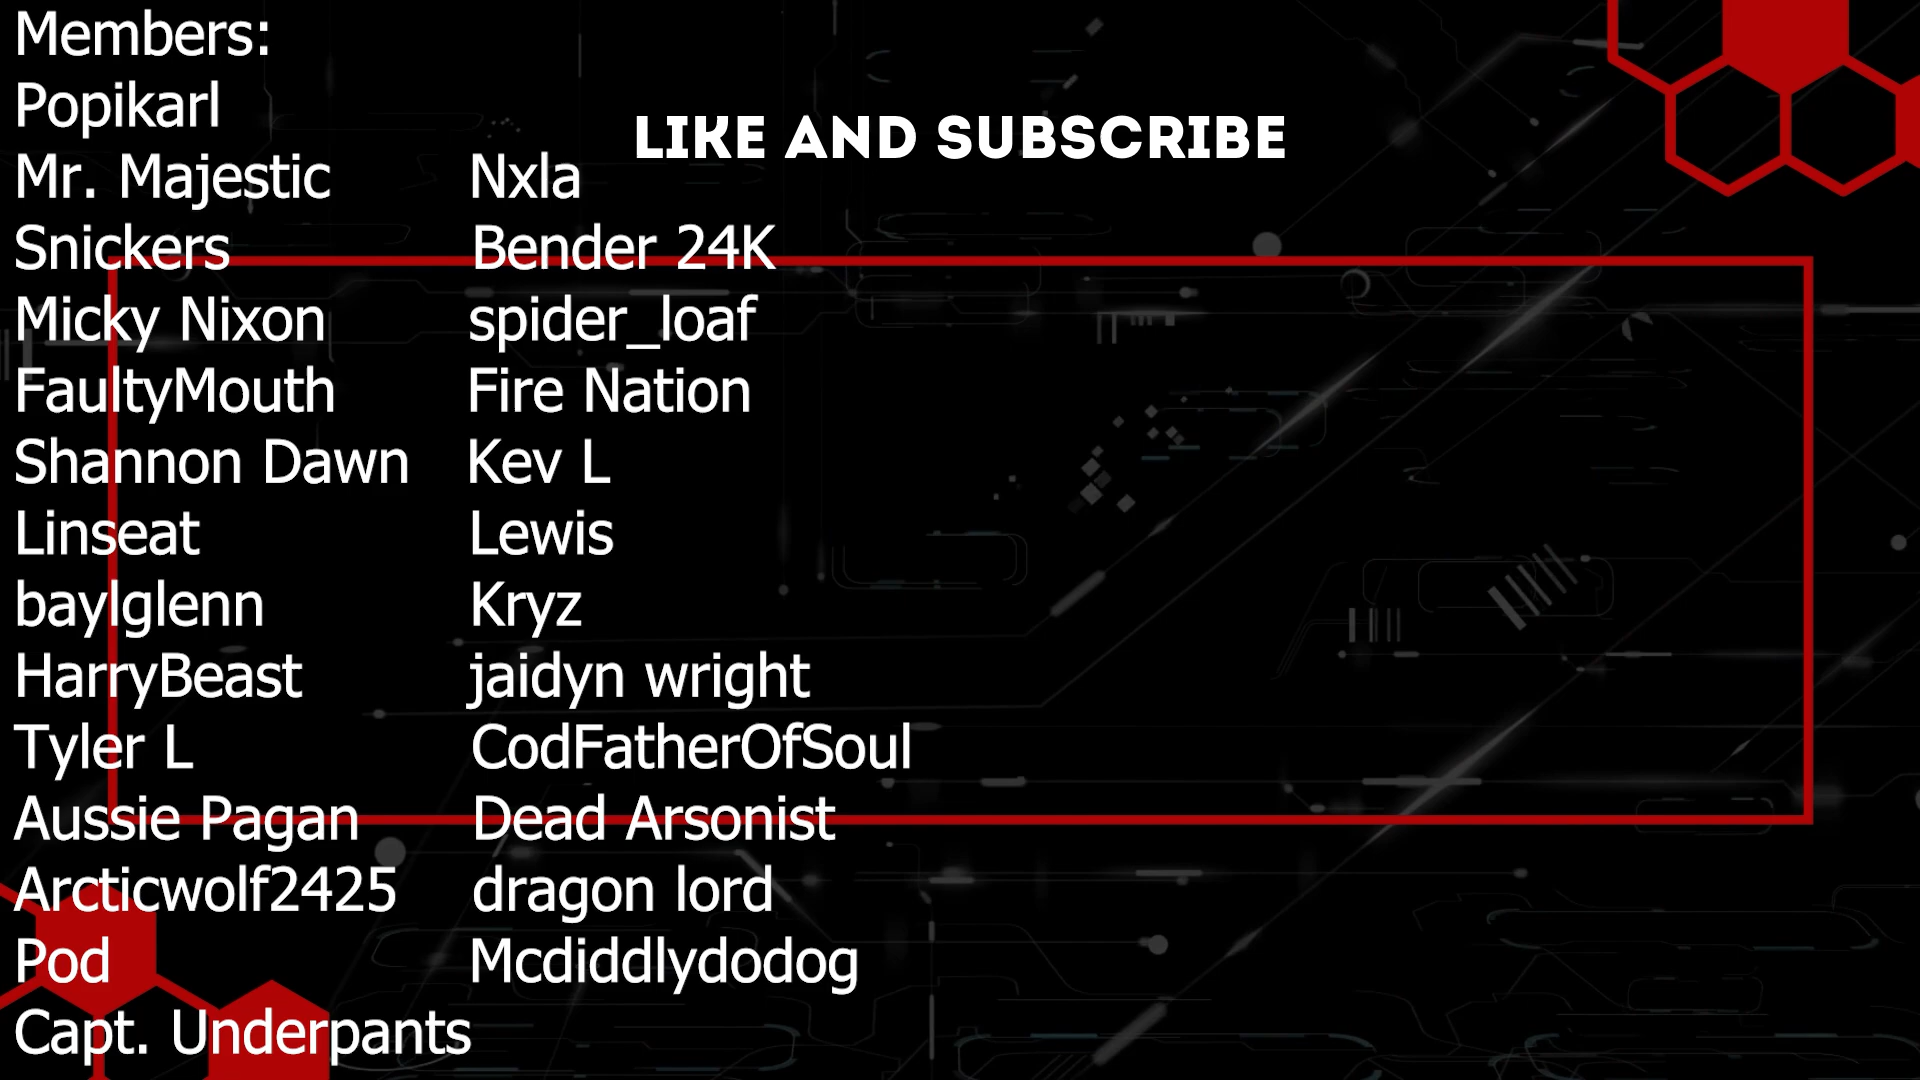 Members:
Popikarl
Mr. Majestic
Snickers
Micky Nixon
FaultyMouth
Shannon Dawn
Linseat
baylglenn
HarryBeast
Tyler L
Aussie Pagan
Arcticwolf2425
Pod
Capt. Underpants
LIKE AND SUBSCRIBE
Nxla
Bender 24K
spider_loaf
Fire Nation
Kev L
Lewis
Kryz
jaidyn wright
CodFatherOfSoul
Dead Arsonist
dragon lord
Mcdiddlydodog